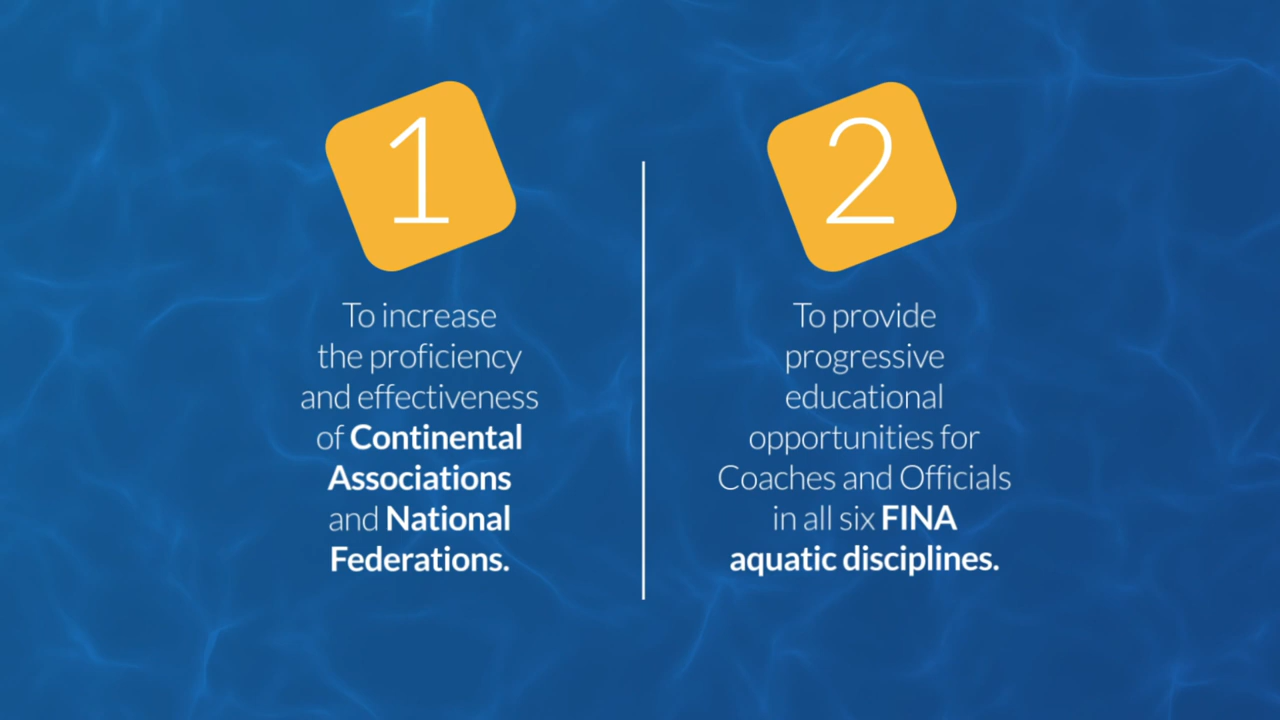 1
To increase
the proficiency
and effectiveness
of Continental
Associations
and National
Federations.
2
To provide
progressive
educational
opportunities for
Coaches and Officials
in all six FINA
aquatic disciplines.